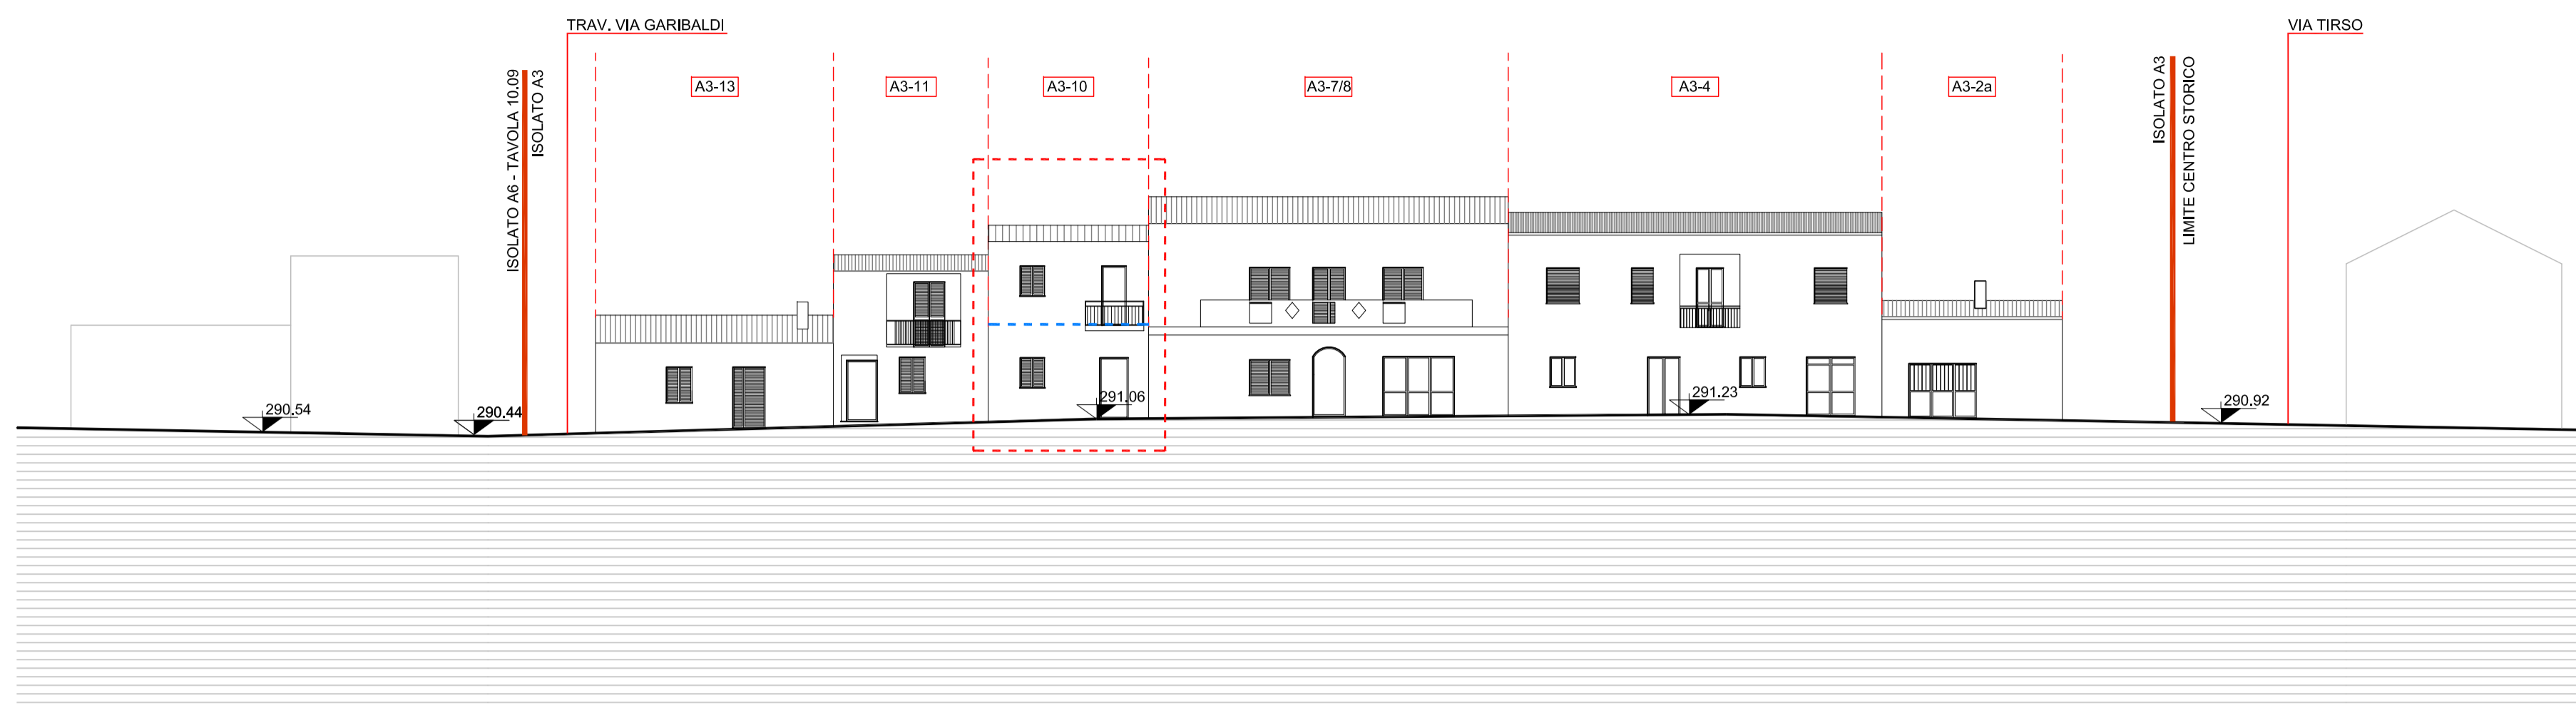 TRAV. VIA GARIBALDI
VIA TIRSO
ISOLATO A6 - TAVOLA 10.09
ISOLATO A3
A3-13
A3-11
A3-10
A3-7/8
A3-4
A3-2a
ISOLATO A3
LIMITE CENTRO STORICO
290.54
290.44
291.06
291.23
290.92